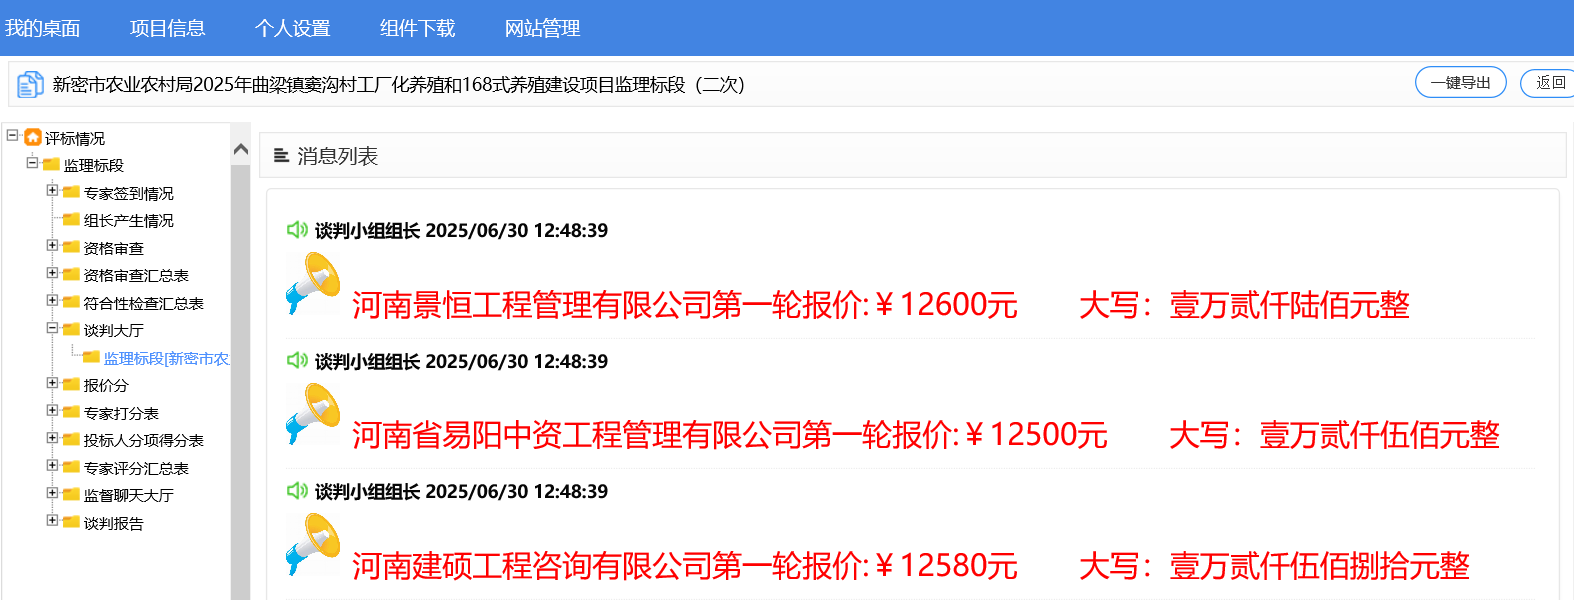 我的桌面 项目信息 个人设置 组件下载 网站管理
新密市农业农村局2025年曲梁镇窦沟村工厂化养殖和168式养殖建设项目监理标段（二次）
一键导出 返回
评标情况
监理标段
专家签到情况
组长产生情况
资格审查
资格审查汇总表
符合性检查汇总表
谈判大厅
监理标段[新密市农
报价分
专家打分表
投标人分项得分表
专家评分汇总表
监督聊天大厅
谈判报告
消息列表
谈判小组组长 2025/06/30 12:48:39
河南景恒工程管理有限公司第一轮报价:￥12600元 大写：壹万贰仟陆佰元整
谈判小组组长 2025/06/30 12:48:39
河南省易阳中资工程管理有限公司第一轮报价:￥12500元 大写：壹万贰仟伍佰元整
谈判小组组长 2025/06/30 12:48:39
河南建硕工程咨询有限公司第一轮报价:￥12580元 大写：壹万贰仟伍佰捌拾元整